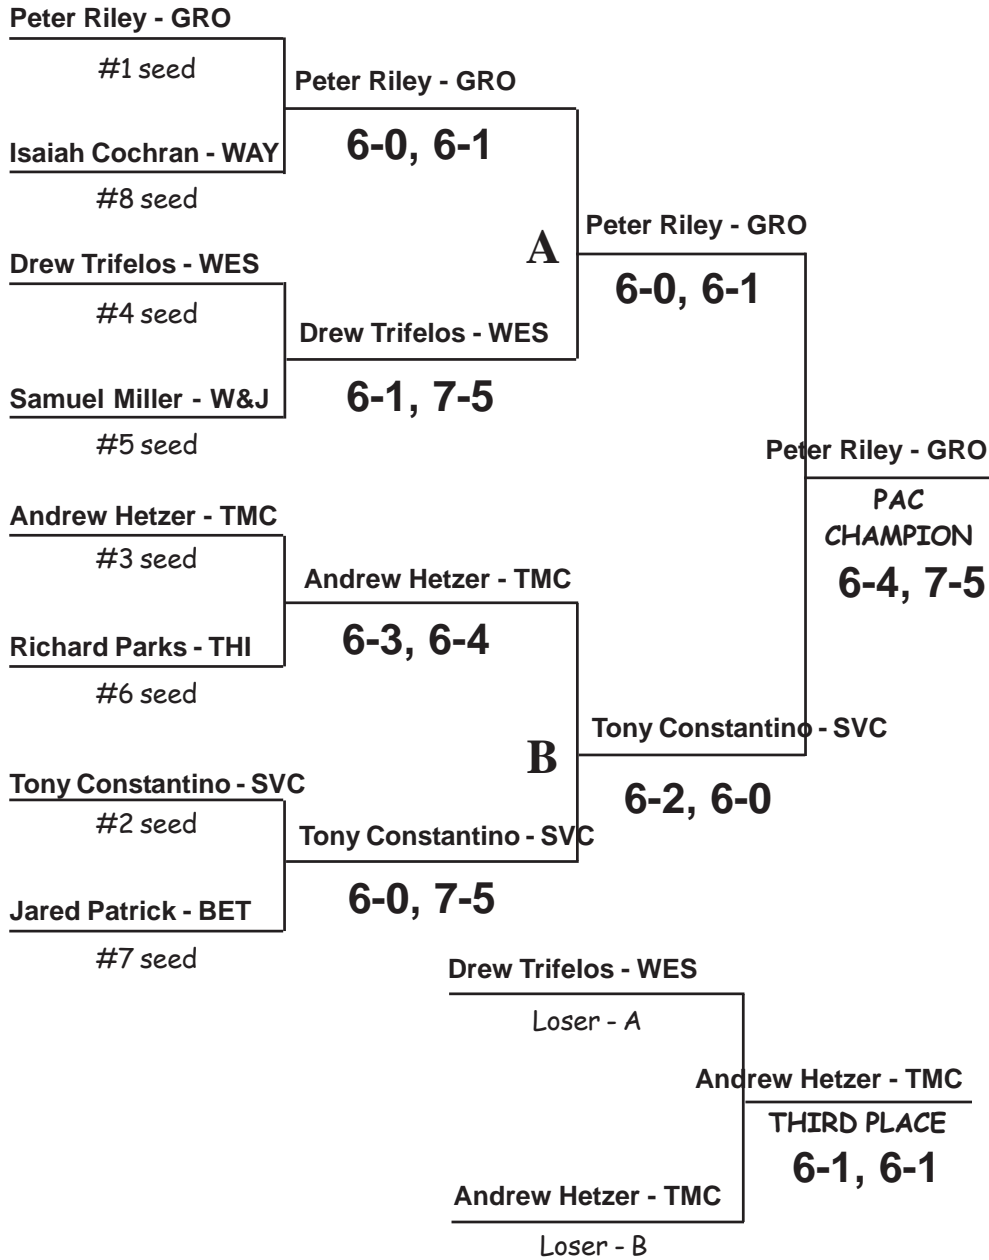 Peter Riley - GRO
#1 seed
Peter Riley - GRO
6-0, 6-1
Isaiah Cochran - WAY
#8 seed
Peter Riley - GRO
A
6-0, 6-1
Drew Trifelos - WES
#4 seed
Drew Trifelos - WES
6-1, 7-5
Samuel Miller - W&J
#5 seed
Peter Riley - GRO
PAC
CHAMPION
6-4, 7-5
Andrew Hetzer - TMC
#3 seed
Andrew Hetzer - TMC
6-3, 6-4
Richard Parks - THI
#6 seed
Tony Constantino - SVC
B
6-2, 6-0
Tony Constantino - SVC
#2 seed
Tony Constantino - SVC
6-0, 7-5
Jared Patrick - BET
#7 seed
Drew Trifelos - WES
Loser - A
Andrew Hetzer - TMC
THIRD PLACE
6-1, 6-1
Andrew Hetzer - TMC
Loser - B